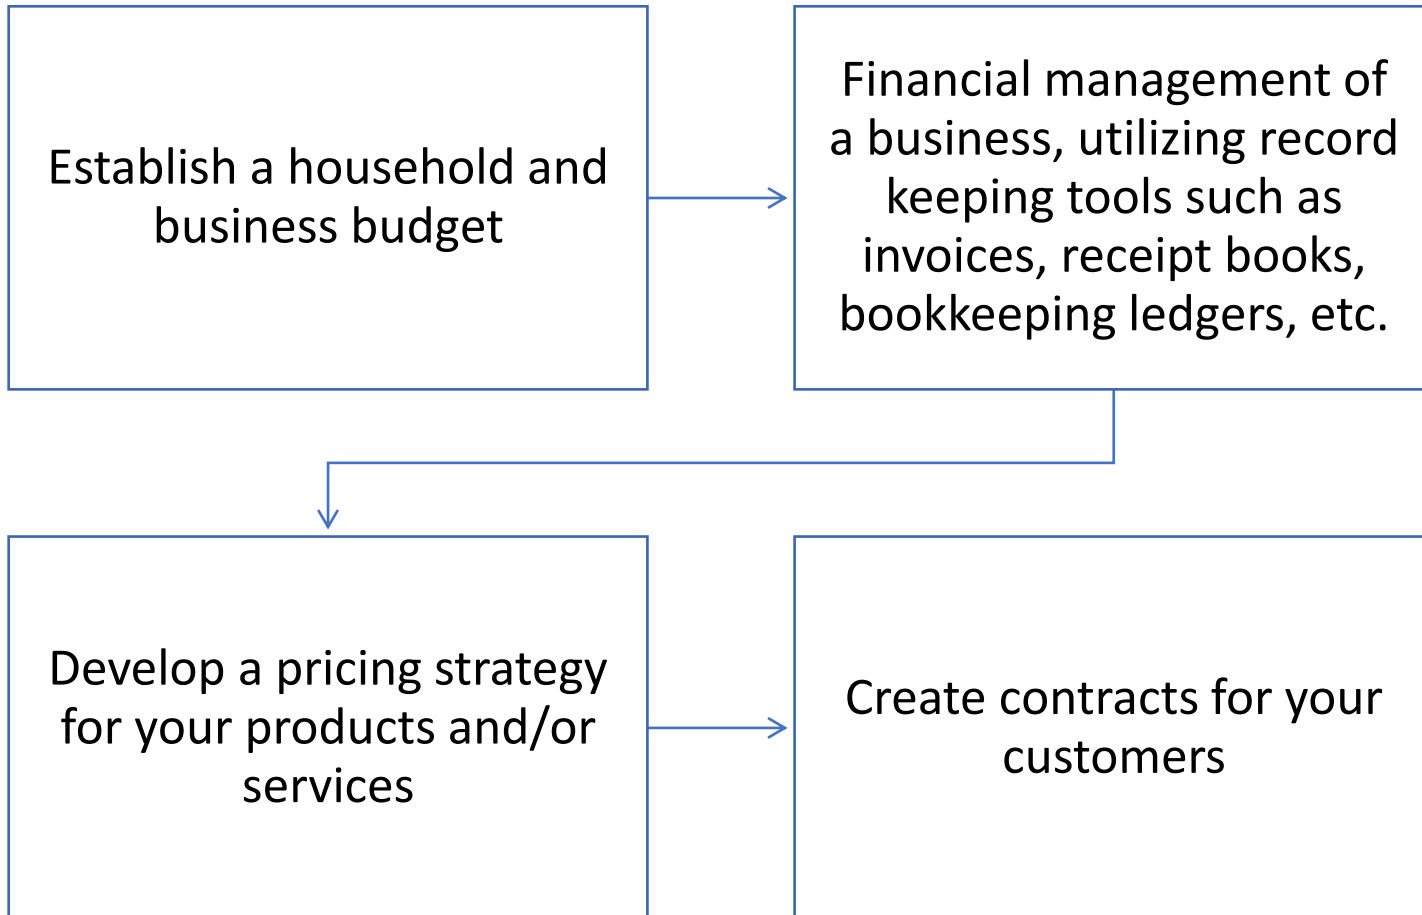 Establish a household and
business budget
Financial management of
a business, utilizing record
keeping tools such as
invoices, receipt books,
bookkeeping ledgers, etc.
Develop a pricing strategy
for your products and/or
services
Create contracts for your
customers